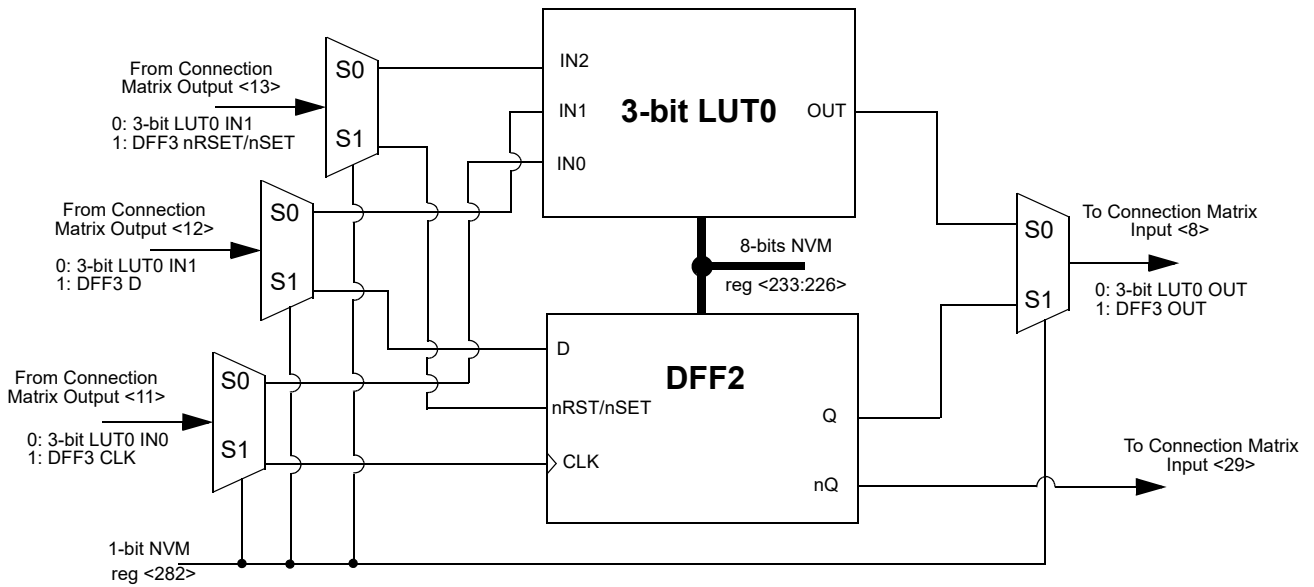 From Connection
Matrix Output <13>
0: 3-bit LUT0 IN1
1: DFF3 nRSET/nSET
S0
S1
From Connection
Matrix Output <12>
0: 3-bit LUT0 IN1
1: DFF3 D
S0
S1
From Connection
Matrix Output <11>
0: 3-bit LUT0 IN0
1: DFF3 CLK
S0
S1
1-bit NVM
reg <282>
IN2
IN1
IN0
3-bit LUT0
OUT
8-bits NVM
reg <233:226>
D
nRST/nSET
CLK
DFF2
Q
nQ
S0
S1
To Connection Matrix
Input <8>
0: 3-bit LUT0 OUT
1: DFF3 OUT
To Connection Matrix
Input <29>